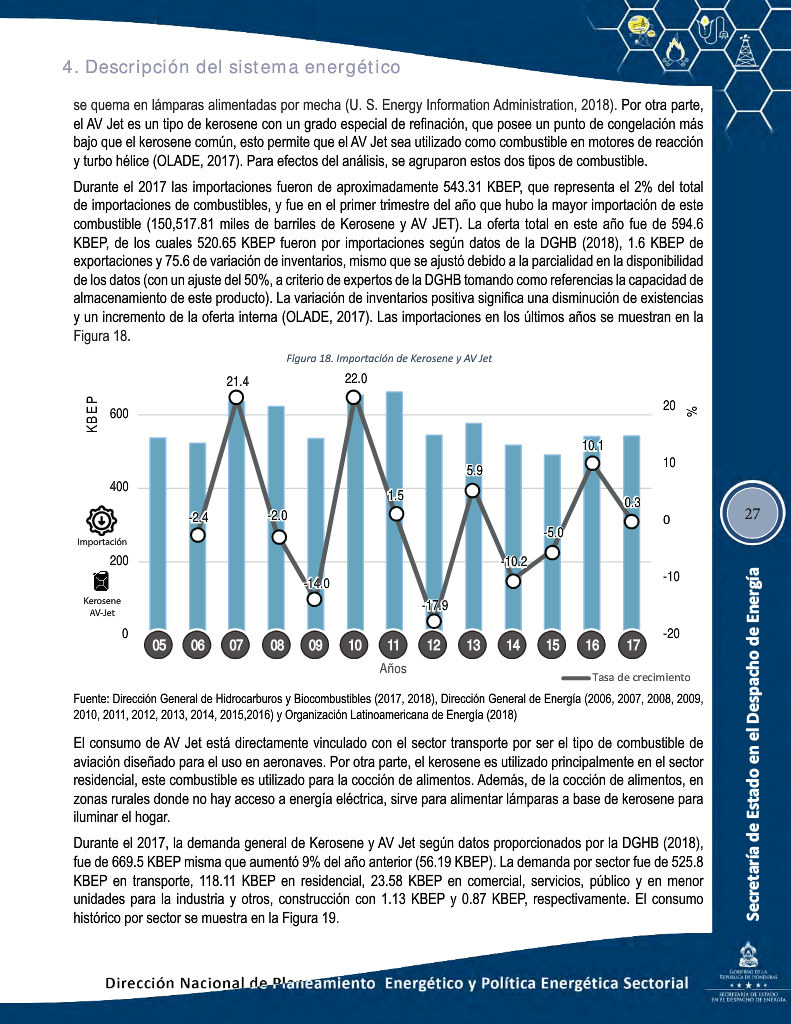 4. Descripción del sistema energético
se quema en lámparas alimentadas por mecha (U. S. Energy Information Administration, 2018). Por otra parte,
el AV Jet es un tipo de kerosene con un grado especial de refinación, que posee un punto de congelación más
bajo que el kerosene común, esto permite que el AV Jet sea utilizado como combustible en motores de reacción
y turbo hélice (OLADE, 2017). Para efectos del análisis, se agruparon estos dos tipos de combustible.
Durante el 2017 las importaciones fueron de aproximadamente 543.31 KBEP, que representa el 2% del total
de importaciones de combustibles, y fue en el primer trimestre del año que hubo la mayor importación de este
combustible (150,517.81 miles de barriles de Kerosene y AV JET). La oferta total en este año fue de 594.6
KBEP, de los cuales 520.65 KBEP fueron por importaciones según datos de la DGHB (2018), 1.6 KBEP de
exportaciones y 75.6 de variación de inventarios, mismo que se ajustó debido a la parcialidad en la disponibilidad
de los datos (con un ajuste del 50%, a criterio de expertos de la DGHB tomando como referencias la capacidad de
almacenamiento de este producto). La variación de inventarios positiva significa una disminución de existencias
y un incremento de la oferta interna (OLADE, 2017). Las importaciones en los últimos años se muestran en la
Figura 18.
Figura 18. Importación de Kerosene y AV Jet
KBEP
600
400
200
0
Importación
Kerosene
AV-Jet
21.4
22.0
-2.4
-2.0
-14.0
1.5
-17.9
5.9
-10.2
-5.0
10.1
0.3
20
%
10
0
-10
-20
05 06 07 08 09 10 11 12 13 14 15 16 17
Años
Tasa de crecimiento
Fuente: Dirección General de Hidrocarburos y Biocombustibles (2017, 2018), Dirección General de Energía (2006, 2007, 2008, 2009,
2010, 2011, 2012, 2013, 2014, 2015,2016) y Organización Latinoamericana de Energía (2018)
El consumo de AV Jet está directamente vinculado con el sector transporte por ser el tipo de combustible de
aviación diseñado para el uso en aeronaves. Por otra parte, el kerosene es utilizado principalmente en el sector
residencial, este combustible es utilizado para la cocción de alimentos. Además, de la cocción de alimentos, en
zonas rurales donde no hay acceso a energía eléctrica, sirve para alimentar lámparas a base de kerosene para
iluminar el hogar.
Durante el 2017, la demanda general de Kerosene y AV Jet según datos proporcionados por la DGHB (2018),
fue de 669.5 KBEP misma que aumentó 9% del año anterior (56.19 KBEP). La demanda por sector fue de 525.8
KBEP en transporte, 118.11 KBEP en residencial, 23.58 KBEP en comercial, servicios, público y en menor
unidades para la industria y otros, construcción con 1.13 KBEP y 0.87 KBEP, respectivamente. El consumo
histórico por sector se muestra en la Figura 19.
27
Secretaría de Estado en el Despacho de Energía
Dirección Nacional de Planeamiento Energético y Política Energética Sectorial
GOBIERNO DE LA
REPÚBLICA DE HONDURAS
SECRETARÍA DE ESTADO
EN EL DESPACHO DE ENERGÍA